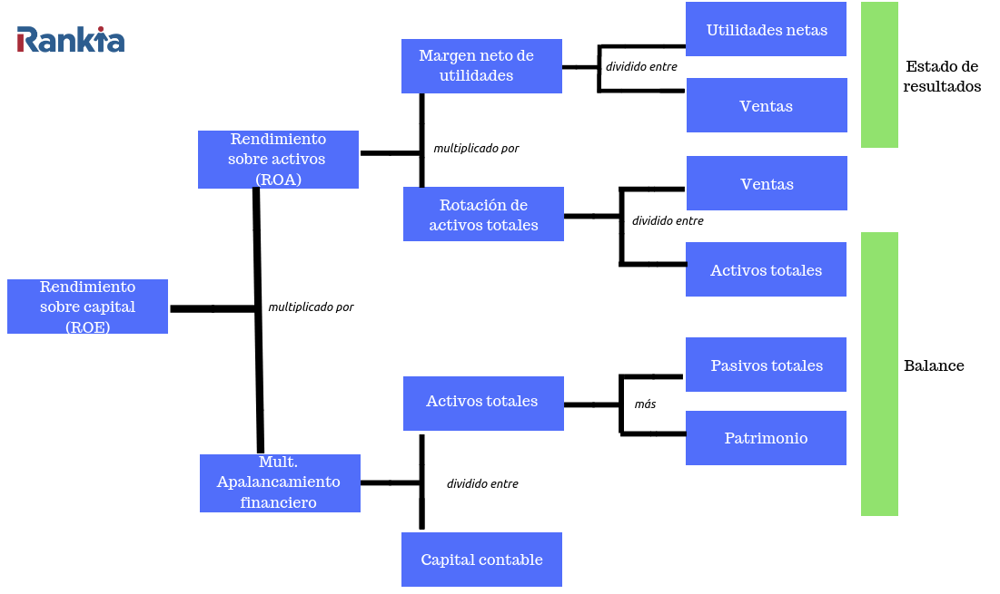 Rankia
Utilidades netas
Margen neto de
utilidades
dividido entre
Estado de
resultados
Ventas
Rendimiento
sobre activos
(ROA)
multiplicado por
Ventas
Rotación de
activos totales
dividido entre
Activos totales
Rendimiento
sobre capital
(ROE)
multiplicado por
Pasivos totales
Balance
Activos totales
más
Patrimonio
Mult.
Apalancamiento
financiero
dividido entre
Capital contable